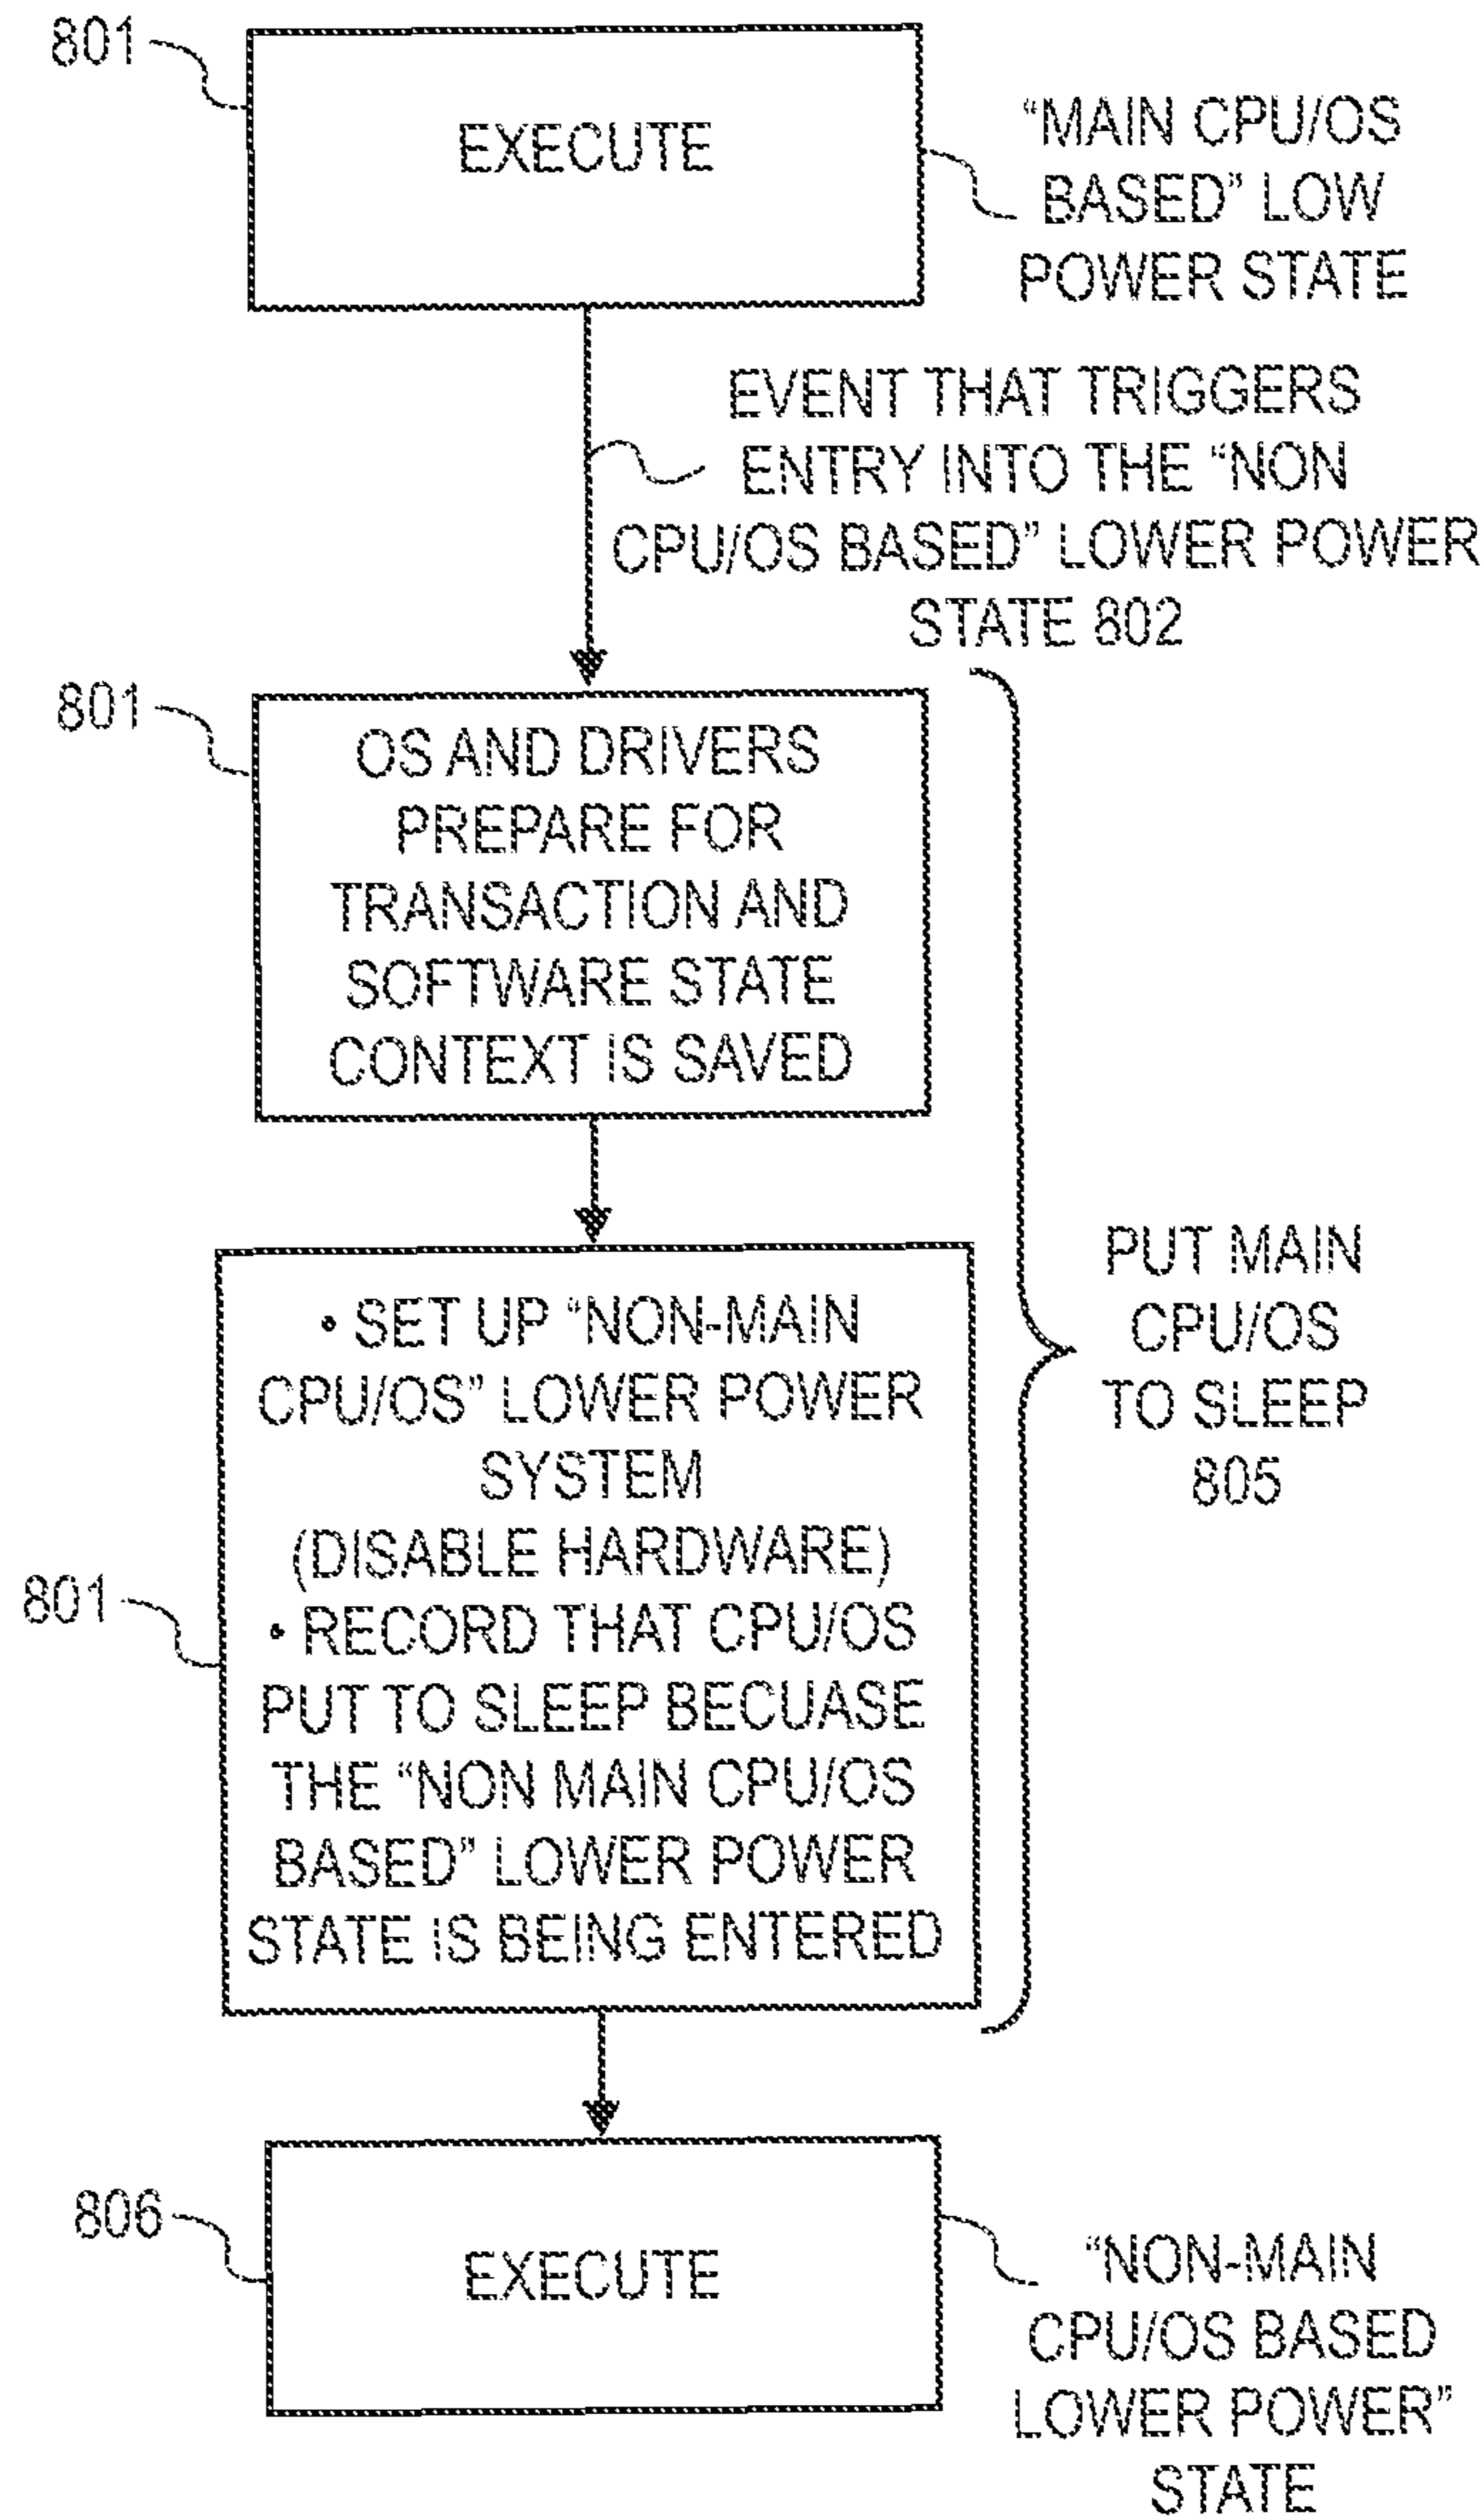 801
EXECUTE
“MAIN CPU/OS
BASED” LOW
POWER STATE
EVENT THAT TRIGGERS
ENTRY INTO THE “NON
CPU/OS BASED” LOWER POWER
STATE 802
801
OS AND DRIVERS
PREPARE FOR
TRANSACTION AND
SOFTWARE STATE
CONTEXT IS SAVED
801
• SET UP “NON-MAIN
CPU/OS” LOWER POWER
SYSTEM
(DISABLE HARDWARE)
• RECORD THAT CPU/OS
PUT TO SLEEP BECUASE
THE “NON MAIN CPU/OS
BASED” LOWER POWER
STATE IS BEING ENTERED
PUT MAIN
CPU/OS
TO SLEEP
805
806
EXECUTE
“NON-MAIN
CPU/OS BASED
LOWER POWER”
STATE